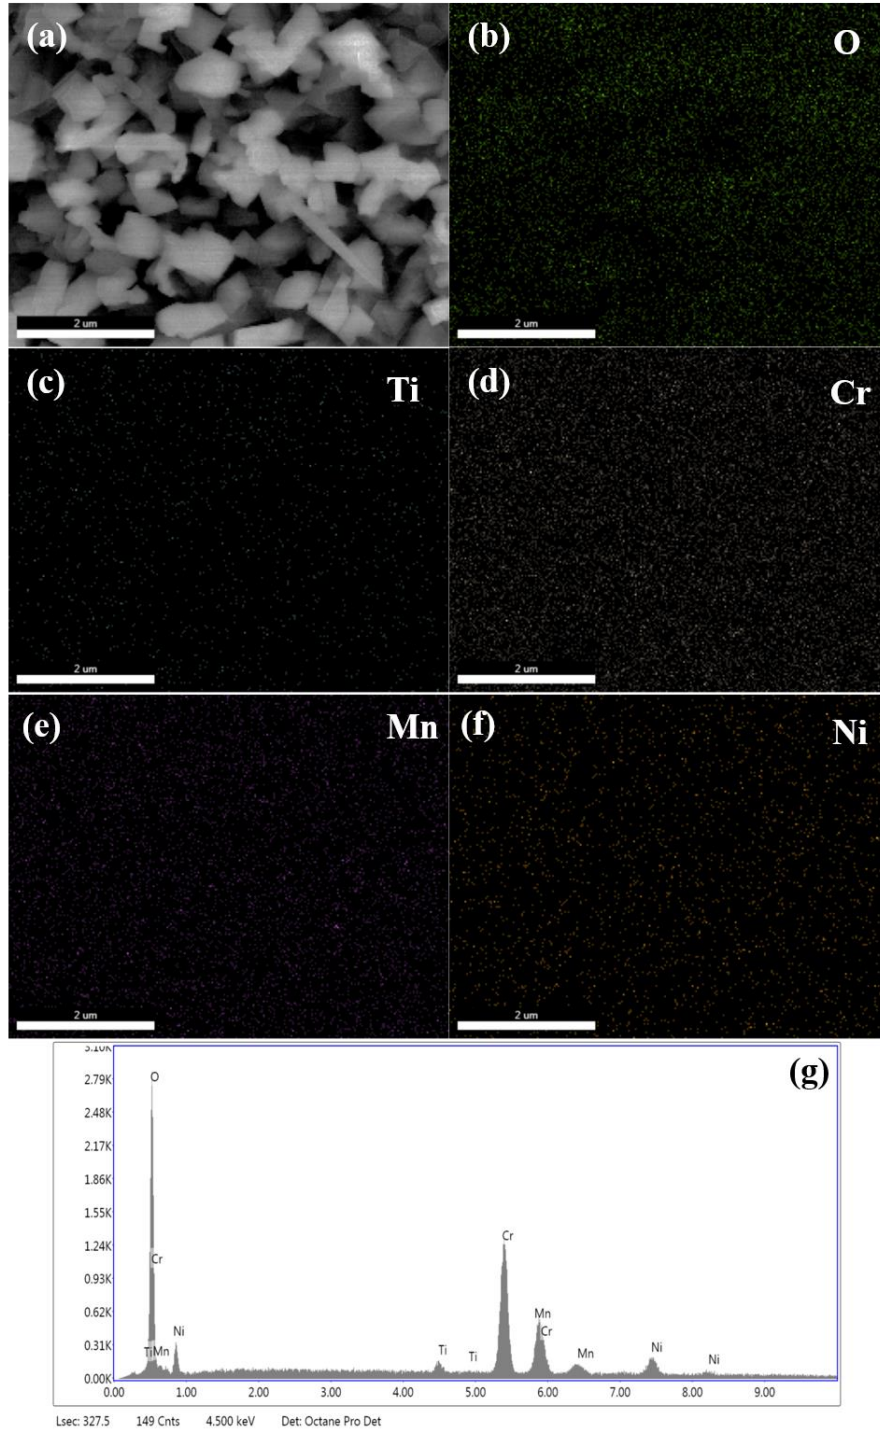 (a)
2 um
(b)
O
2 um
(c)
Ti
2 um
(d)
Cr
2 um
(e)
Mn
2 um
(f)
Ni
2 um
(g)
3.10K
2.79K
2.48K
2.17K
1.86K
1.55K
1.24K
0.93K
0.62K
0.31K
0.00K
O
Cr
Ti Mn
Ni
Ti
Ti
Cr
Mn
Cr
Mn
Ni
Ni
0.00 1.00 2.00 3.00 4.00 5.00 6.00 7.00 8.00 9.00
Lsec: 327.5 149 Cnts 4.500 keV Det: Octane Pro Det